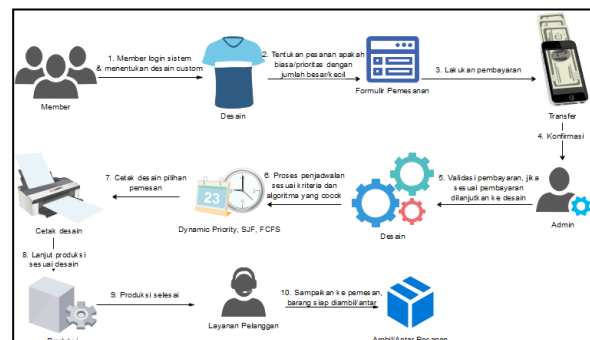 1. Member login sistem
& menentukan desain custom
2. Tentukan pesanan apakah
biasa/prioritas dengan
jumlah besar/kecil
3. Lakukan pembayaran
Member
Desain
Formulir Pemesanan
Transfer
4. Konfirmasi
7. Cetak desain pilihan
pemesan
6. Proses penjadwalan
sesuai kriteria dan
algoritma yang cocok
5. Validasi pembayaran, jika
sesuai pembayaran
dilanjutkan ke desain
23
Cetak desain
Dynamic Priority, SJF, FCFS
Desain
Admin
8. Lanjut produksi
sesuai desain
9. Produksi selesai
10. Sampaikan ke pemesan,
barang siap diambil/antar
Produksi
Layanan Pelanggan
Ambil/Antar Pesanan